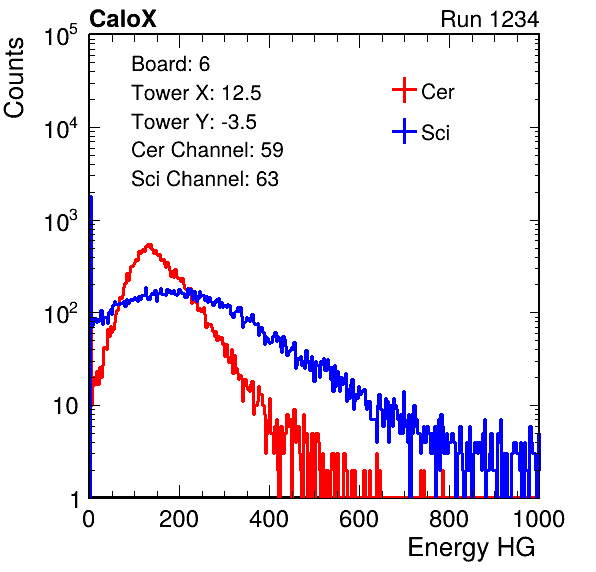 CaloX Run 1234
Counts
10^5
10^4
10^3
10^2
10
1
Board: 6
Tower X: 12.5
Tower Y: -3.5
Cer Channel: 59
Sci Channel: 63
Cer
Sci
0 200 400 600 800 1000
Energy HG